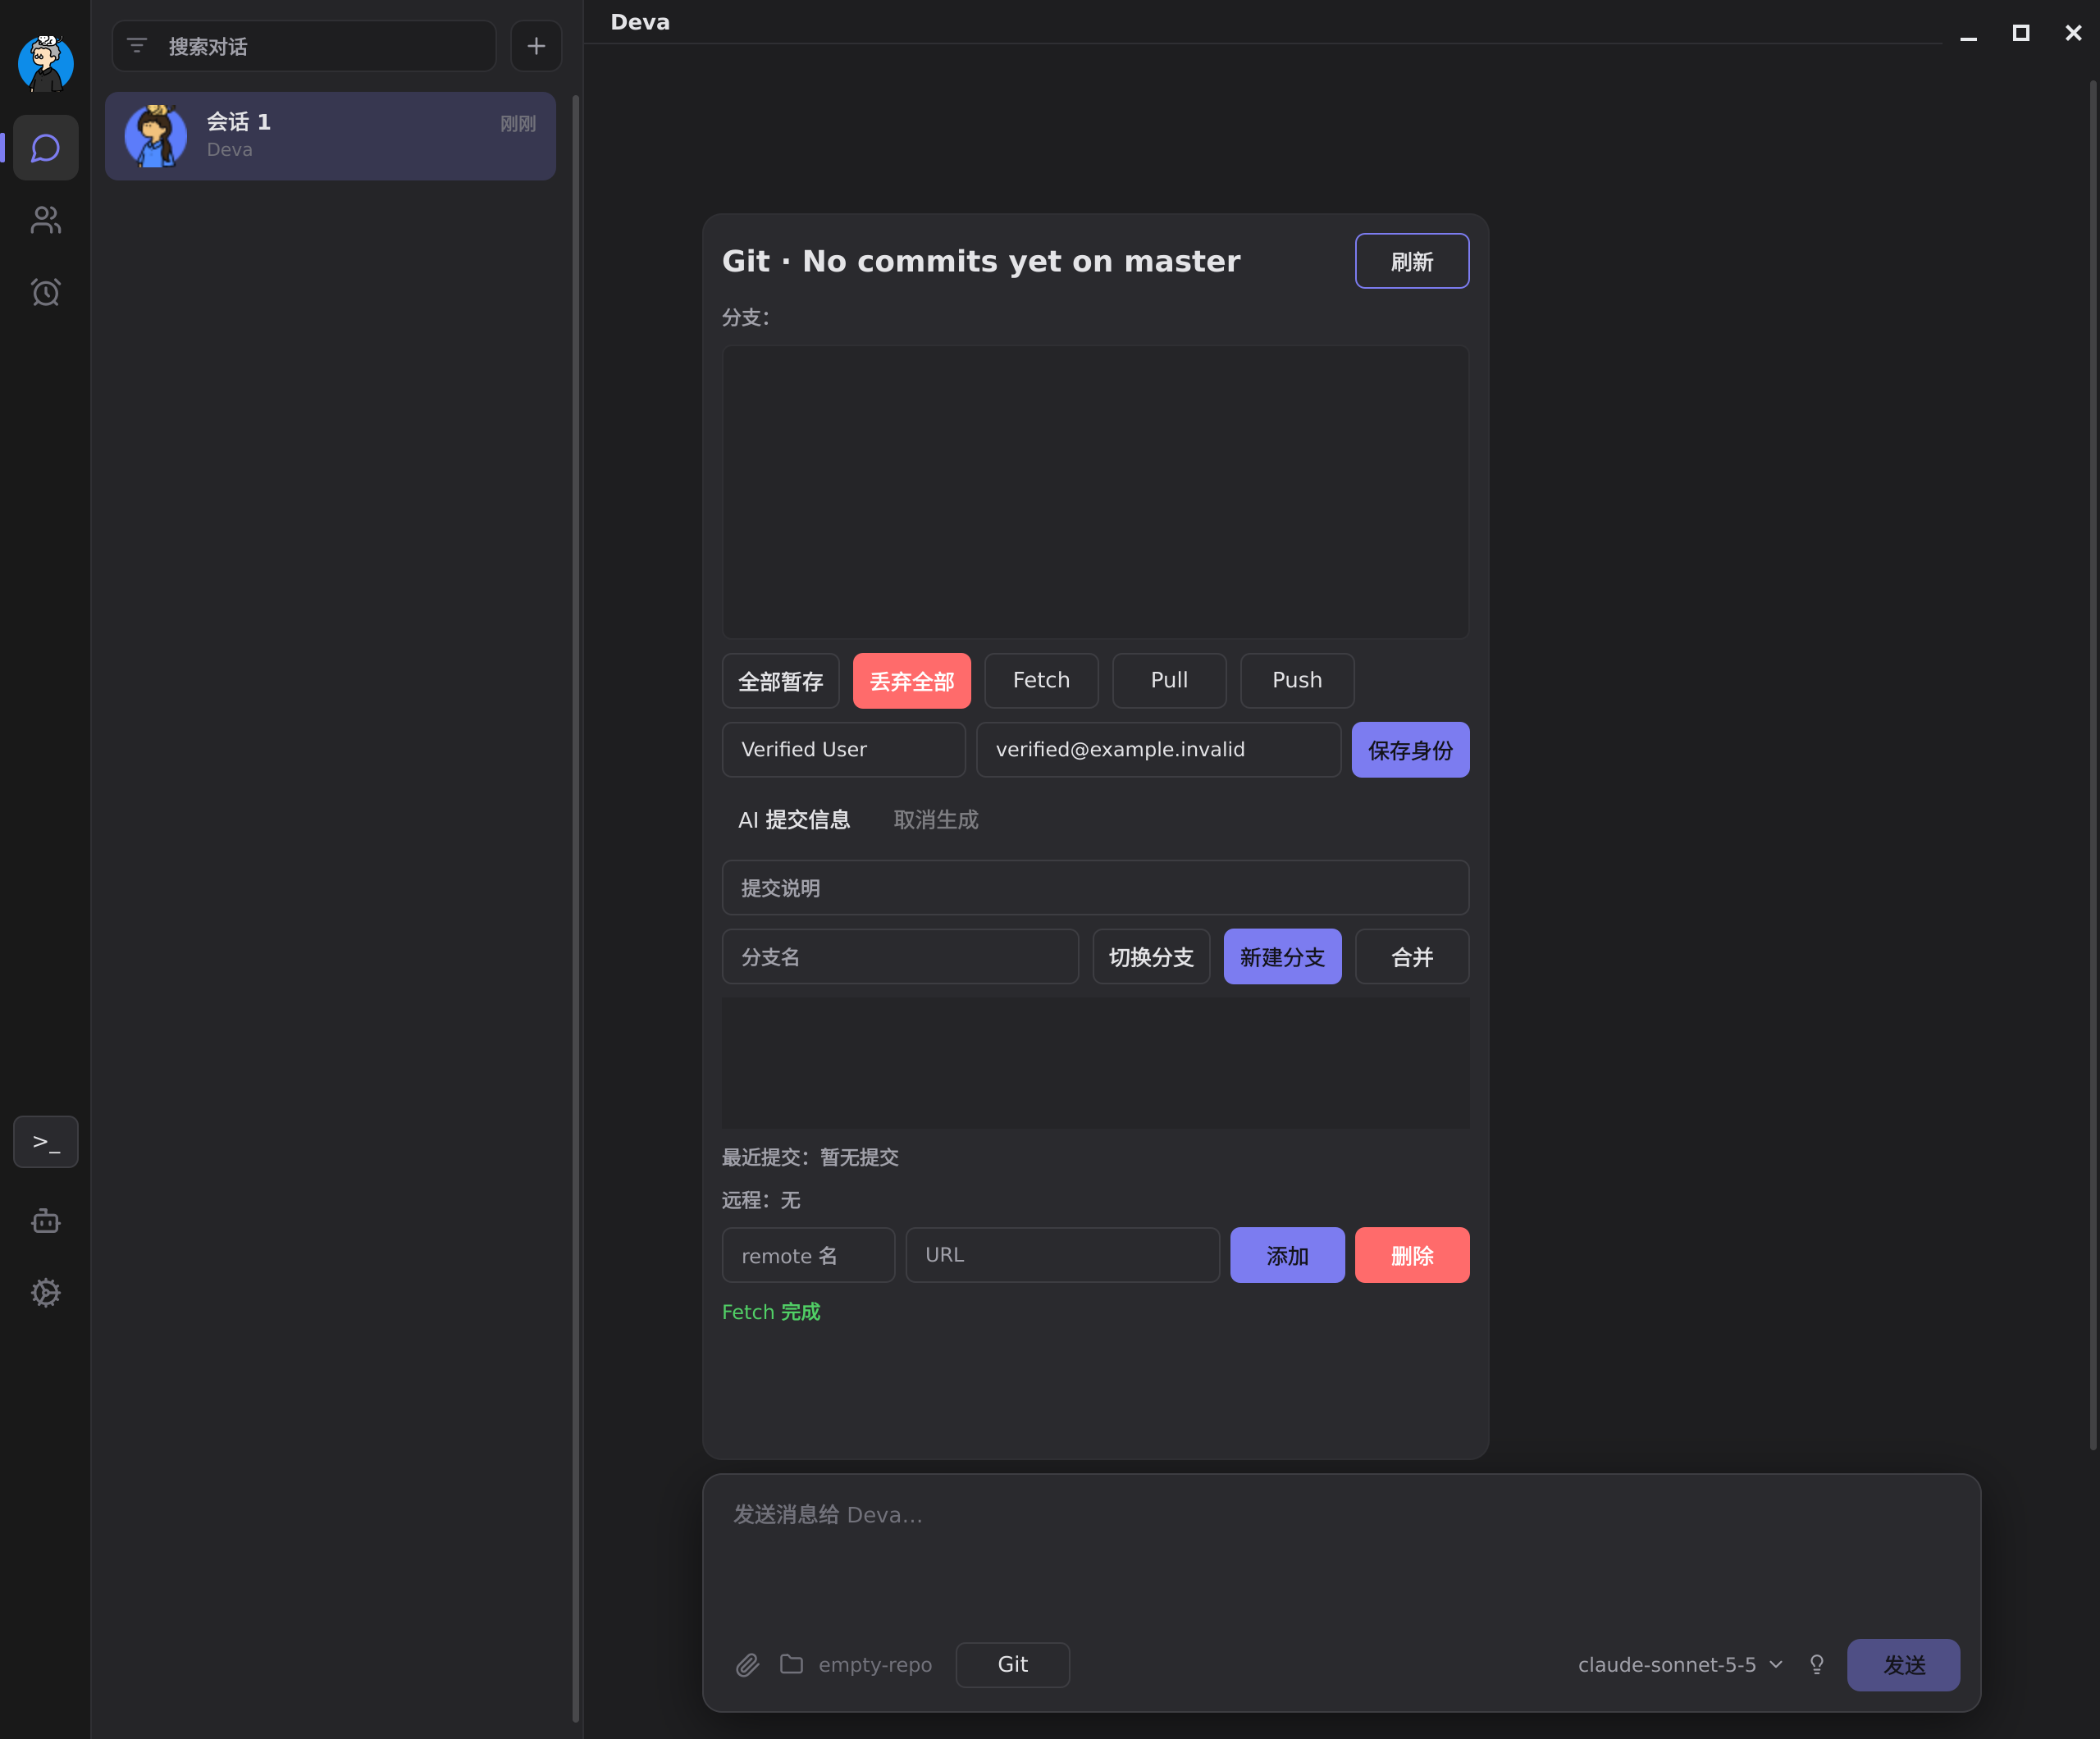 搜索对话
会话 1
刚刚
Deva
>_
Deva
Git · No commits yet on master
刷新
分支：
全部暂存
丢弃全部
Fetch
Pull
Push
Verified User
verified@example.invalid
保存身份
AI 提交信息
取消生成
提交说明
分支名
切换分支
新建分支
合并
最近提交：暂无提交
远程：无
remote 名
URL
添加
删除
Fetch 完成
发送消息给 Deva...
empty-repo
Git
claude-sonnet-5-5
发送